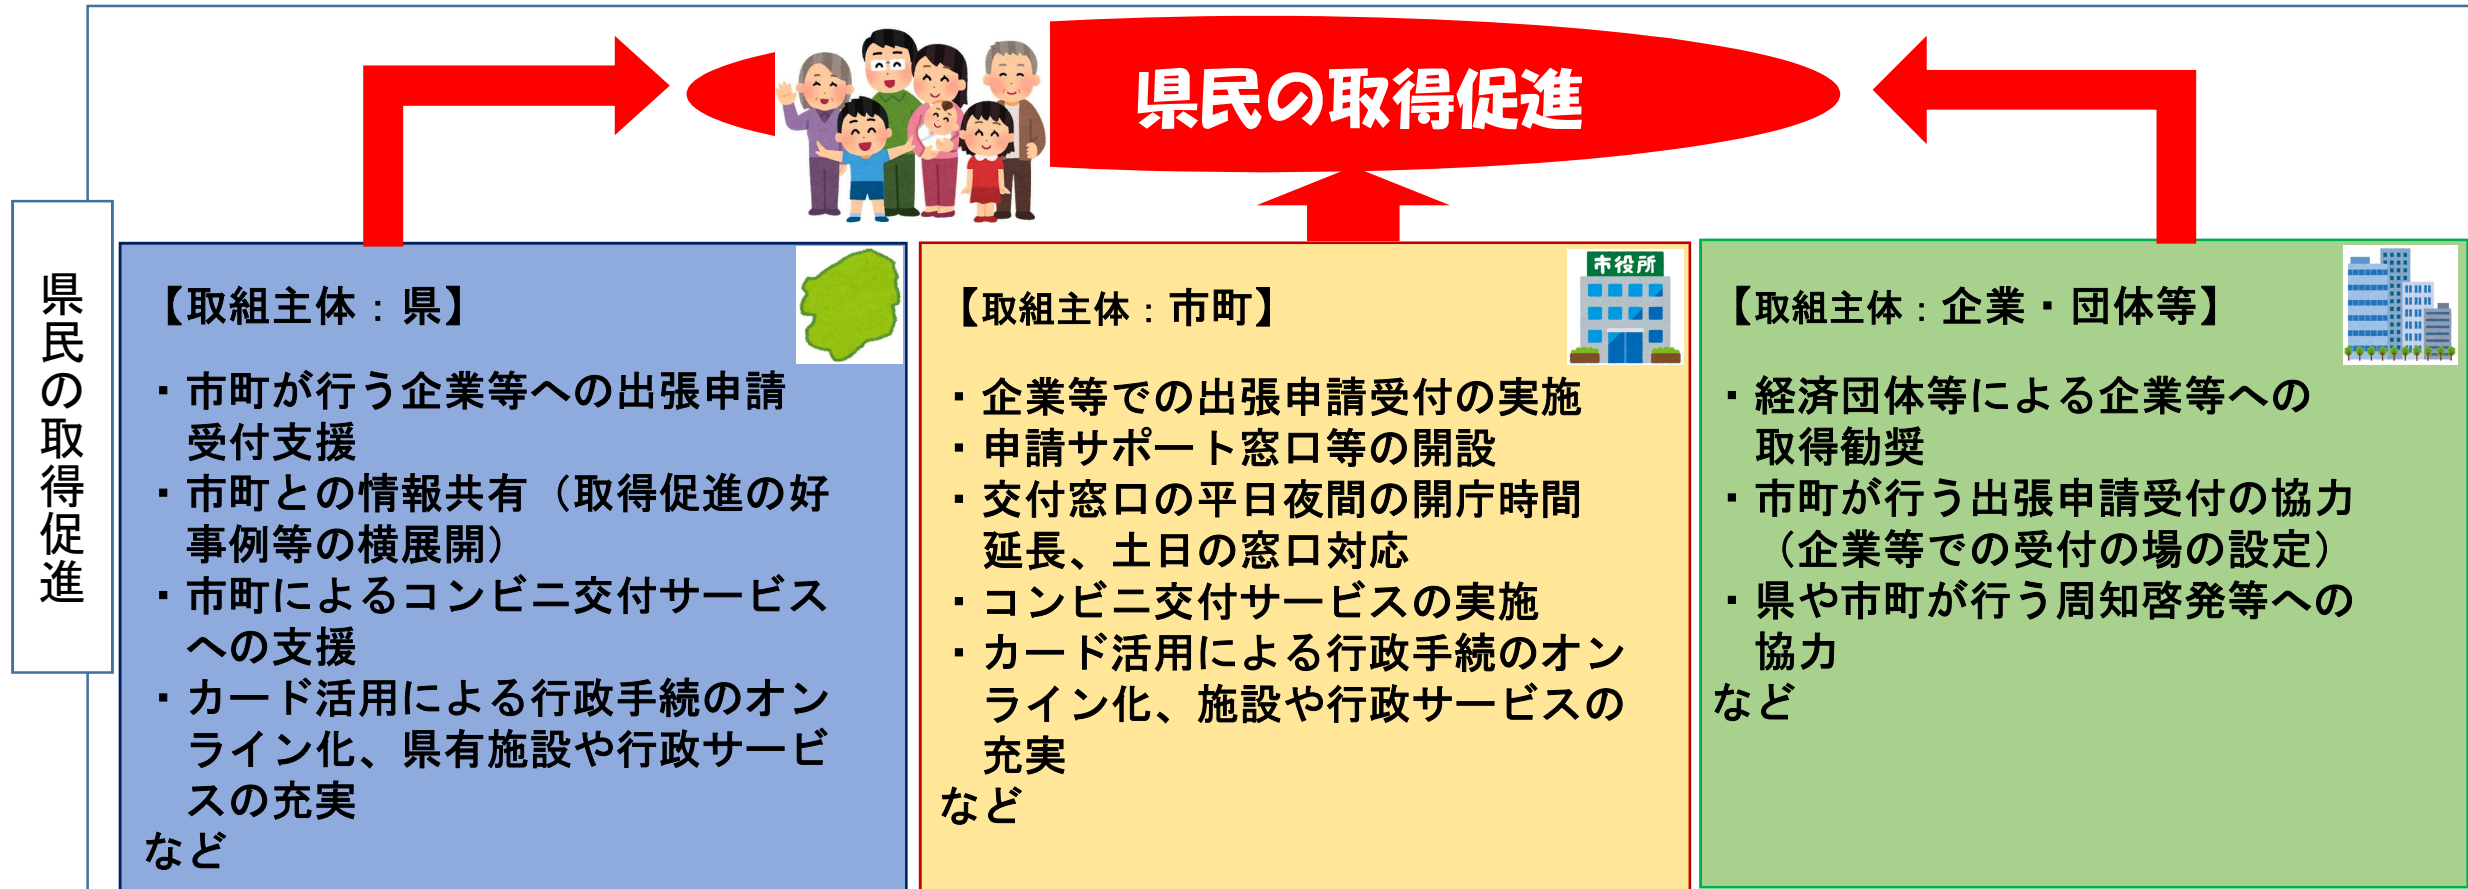 県民の取得促進
県民の取得促進
【取組主体：県】
・市町が行う企業等への出張申請
受付支援
・市町との情報共有（取得促進の好
事例等の横展開）
・市町によるコンビニ交付サービス
への支援
・カード活用による行政手続のオン
ライン化、県有施設や行政サービ
スの充実
など
市役所
【取組主体：市町】
・企業等での出張申請受付の実施
・申請サポート窓口等の開設
・交付窓口の平日夜間の開庁時間
延長、土日の窓口対応
・コンビニ交付サービスの実施
・カード活用による行政手続のオン
ライン化、施設や行政サービスの
充実
など
【取組主体：企業・団体等】
・経済団体等による企業等への
取得勧奨
・市町が行う出張申請受付の協力
（企業等での受付の場の設定）
・県や市町が行う周知啓発等への
協力
など